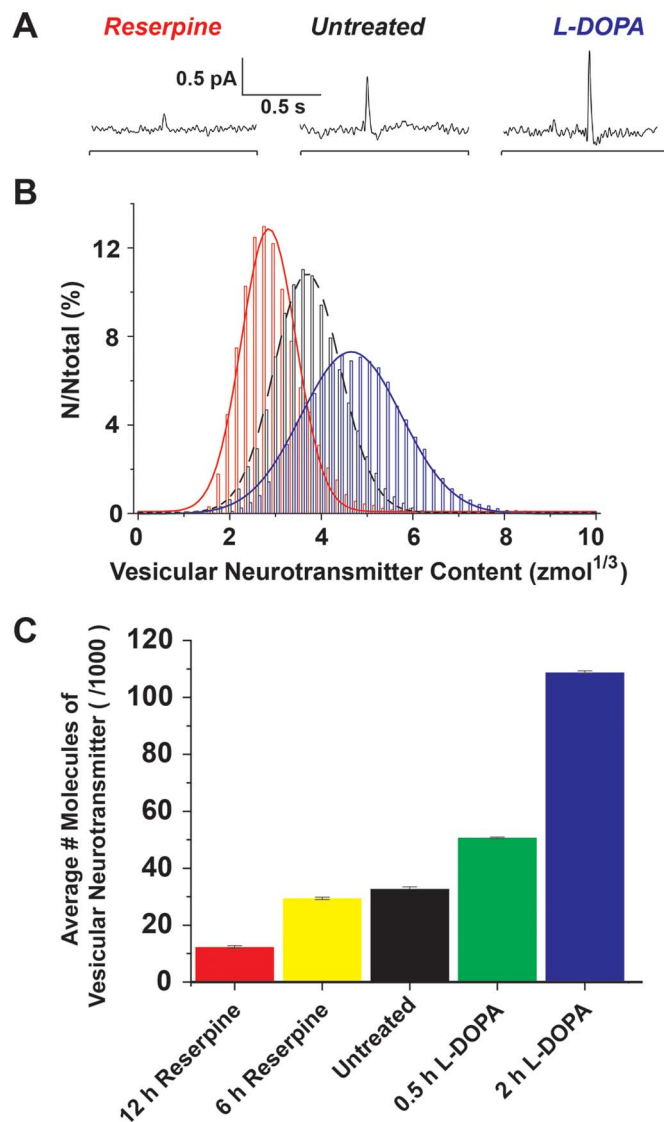 A
Reserpine
Untreated
L-DOPA
0.5 pA
0.5 s
B
N/Ntotal (%)
12
8
4
0
0 2 4 6 8 10
Vesicular Neurotransmitter Content (zmol^1/3)
C
Average # Molecules of
Vesicular Neurotransmitter ( /1000 )
120
100
80
60
40
20
0
12 h Reserpine
6 h Reserpine
Untreated
0.5 h L-DOPA
2 h L-DOPA